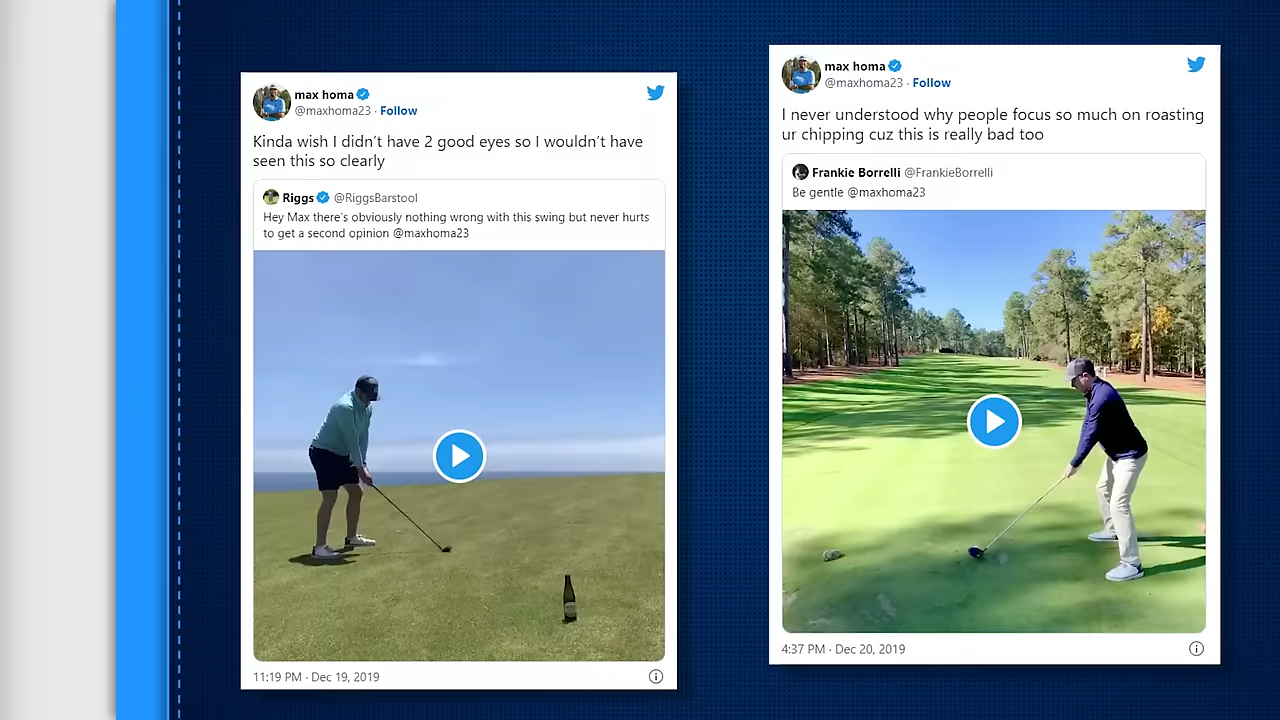 max homa
@maxhoma23 · Follow
Kinda wish I didn't have 2 good eyes so I wouldn't have
seen this so clearly
Riggs @RiggsBarstool
Hey Max there's obviously nothing wrong with this swing but never hurts
to get a second opinion @maxhoma23
11:19 PM · Dec 19, 2019
max homa
@maxhoma23 · Follow
I never understood why people focus so much on roasting
ur chipping cuz this is really bad too
Frankie Borrelli @FrankieBorrelli
Be gentle @maxhoma23
4:37 PM · Dec 20, 2019